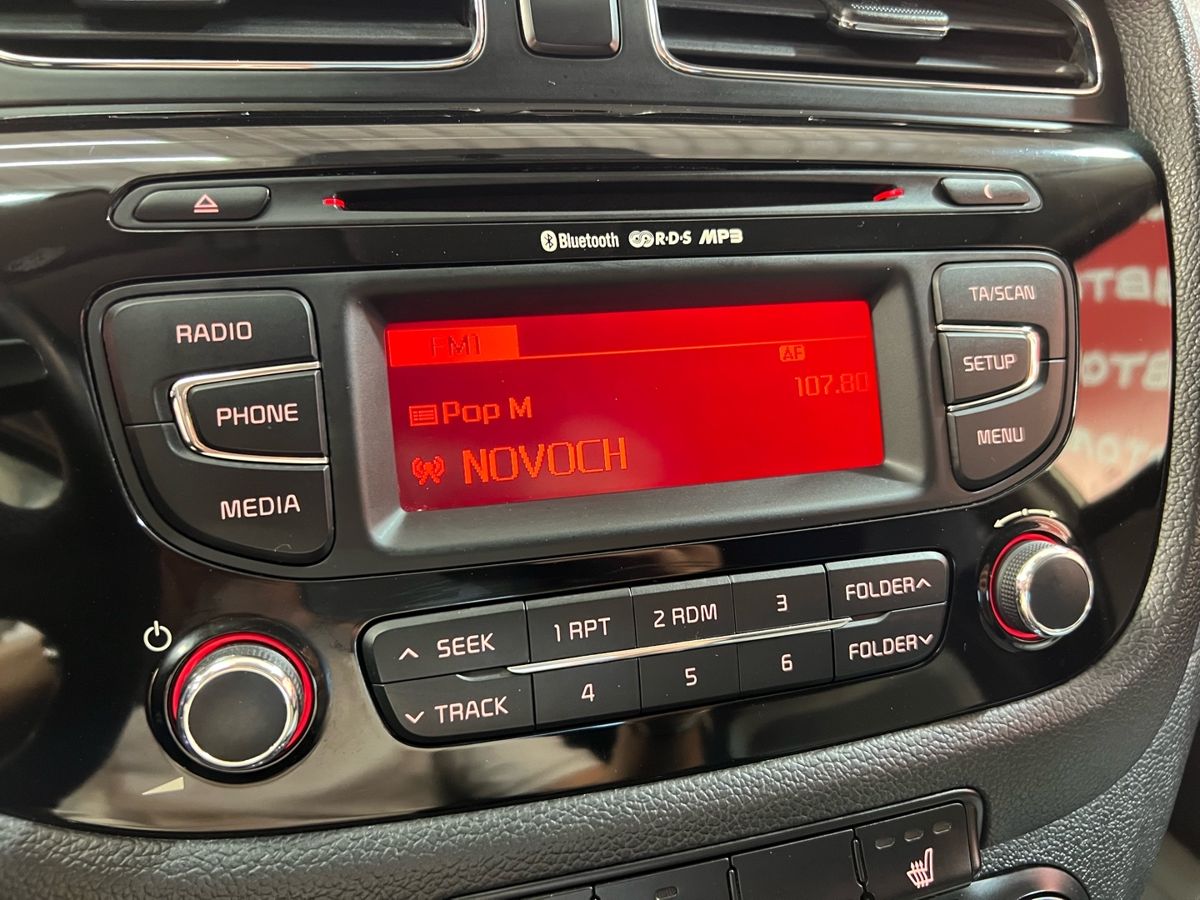 Bluetooth R·D·S MP3
RADIO
PHONE
MEDIA
FM1
AF
107.80
Pop M
NOVOCH
TA/SCAN
SETUP
MENU
SEEK
1 RPT
2 RDM
3
FOLDER
TRACK
4
5
6
FOLDER